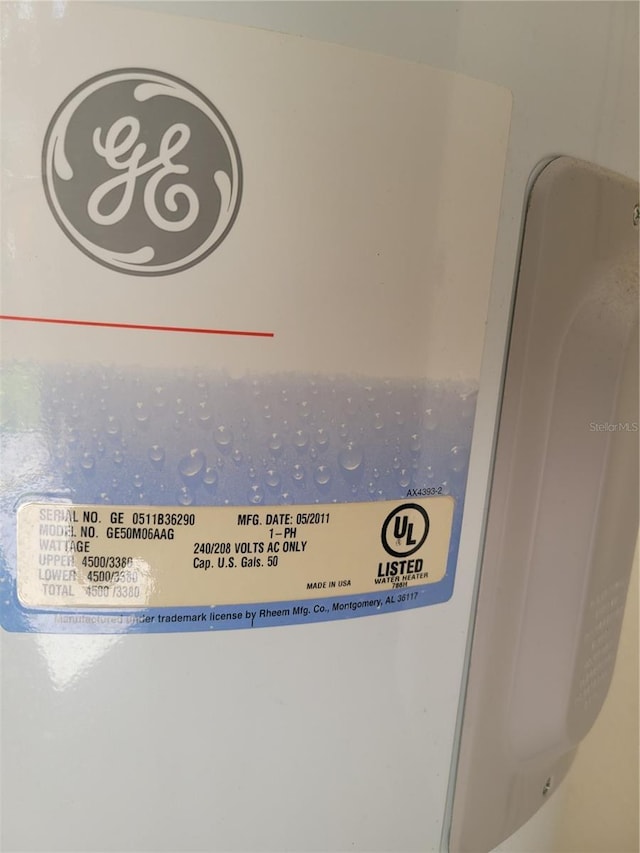 GE
StellarMLS
AX4393-2
SERIAL NO. GE 0511B36290 MFG. DATE: 05/2011
MODEL NO. GE50M06AAG 1-PH
WATTAGE 240/208 VOLTS AC ONLY
UPPER 4500/3380 Cap. U.S. Gals. 50
LOWER 4500/3380
TOTAL 4500/3380
MADE IN USA
UL
LISTED
WATER HEATER
766H
Manufactured under trademark license by Rheem Mfg. Co., Montgomery, AL 36117